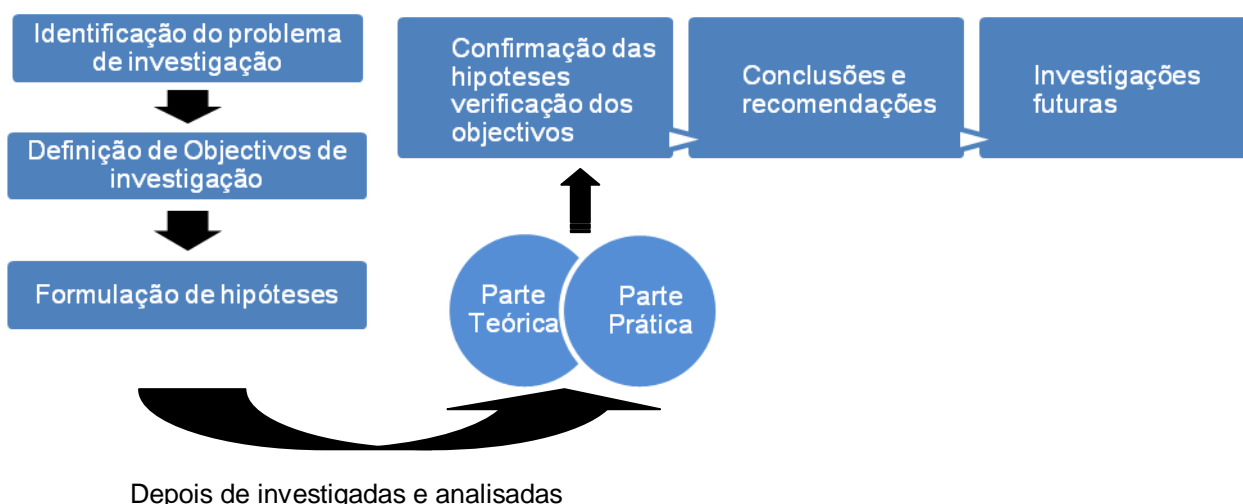 Identificação do problema
de investigação
Definição de Objectivos de
investigação
Formulação de hipóteses
Depois de investigadas e analisadas
Parte
Teórica
Parte
Prática
Confirmação das
hipoteses
verificação dos
objectivos
Conclusões e
recomendações
Investigações
futuras